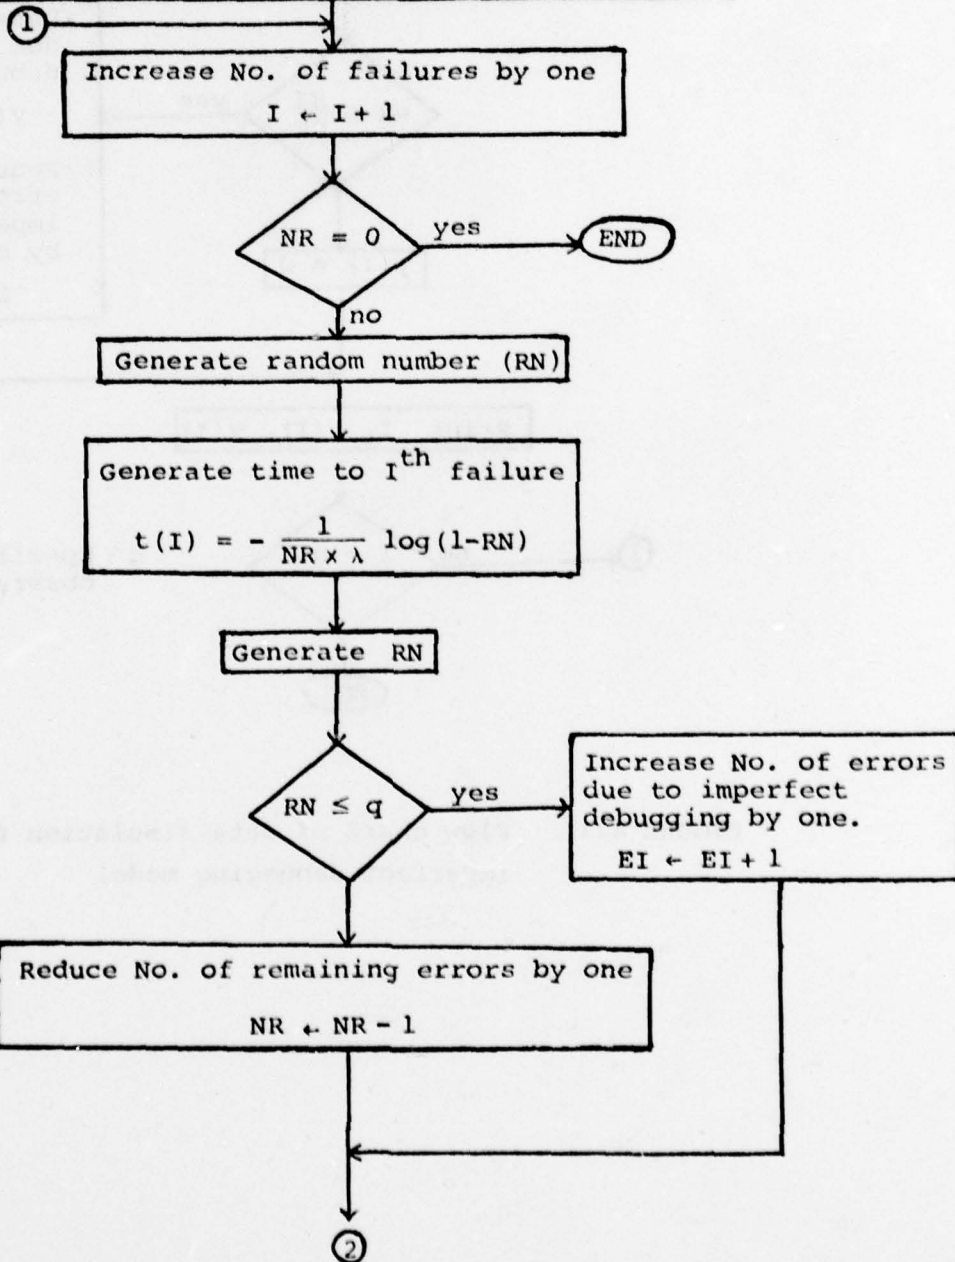 1
Increase No. of failures by one
I ← I + 1
NR = 0
yes
END
no
Generate random number (RN)
Generate time to I^th failure
t(I) = - 1/(NR × λ) log(1-RN)
Generate RN
RN ≤ q
yes
Increase No. of errors
due to imperfect
debugging by one.
EI ← EI + 1
Reduce No. of remaining errors by one
NR ← NR - 1
2